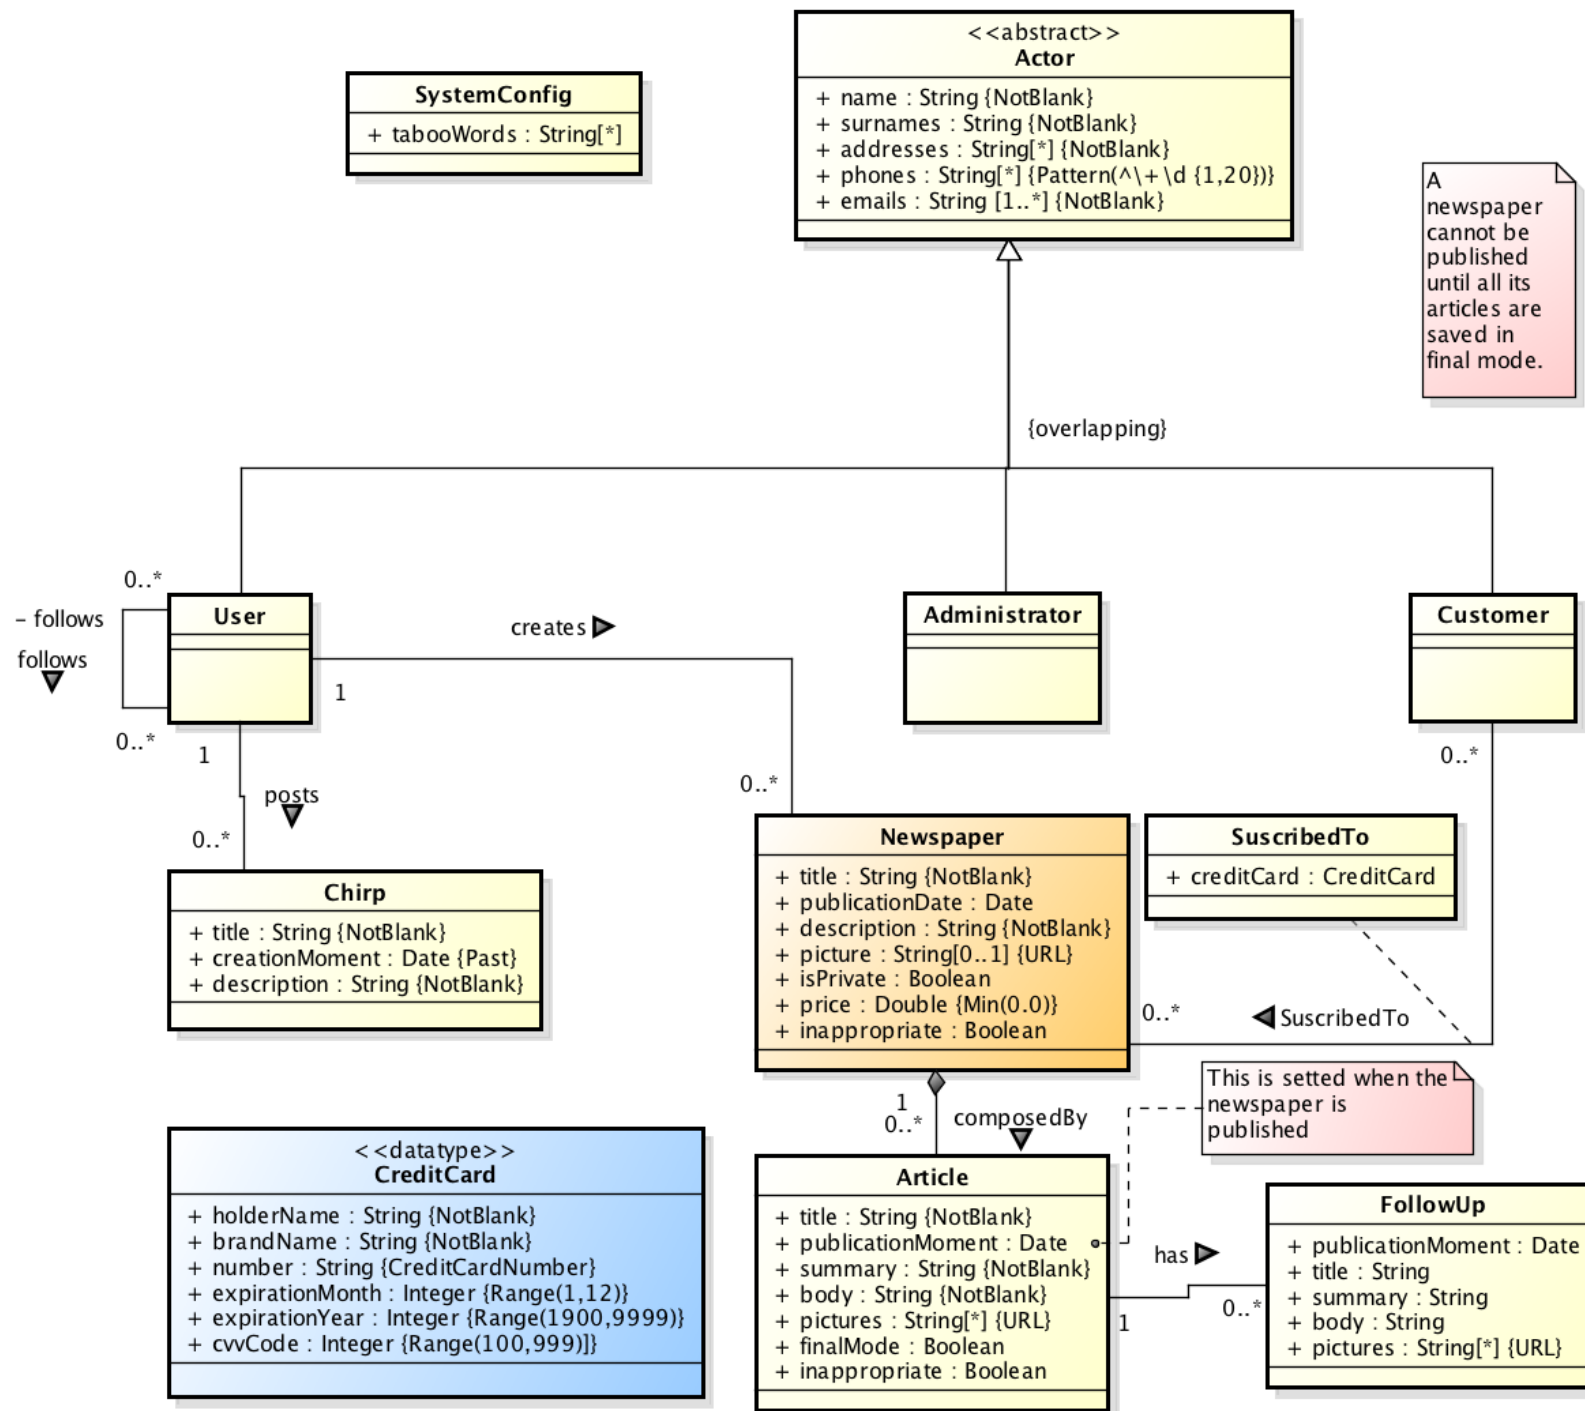 <<abstract>>
Actor
+ name : String {NotBlank}
+ surnames : String {NotBlank}
+ addresses : String[*] {NotBlank}
+ phones : String[*] {Pattern(^\+\d {1,20})}
+ emails : String [1..*] {NotBlank}
SystemConfig
+ tabooWords : String[*]
A
newspaper
cannot be
published
until all its
articles are
saved in
final mode.
{overlapping}
0..*
– follows
follows
0..*
User
creates
1
0..*
Administrator
Customer
0..*
1
posts
0..*
Chirp
+ title : String {NotBlank}
+ creationMoment : Date {Past}
+ description : String {NotBlank}
Newspaper
+ title : String {NotBlank}
+ publicationDate : Date
+ description : String {NotBlank}
+ picture : String[0..1] {URL}
+ isPrivate : Boolean
+ price : Double {Min(0.0)}
+ inappropriate : Boolean
SuscribedTo
+ creditCard : CreditCard
0..*
SuscribedTo
This is setted when the
newspaper is
published
1
0..*
composedBy
<<datatype>>
CreditCard
+ holderName : String {NotBlank}
+ brandName : String {NotBlank}
+ number : String {CreditCardNumber}
+ expirationMonth : Integer {Range(1,12)}
+ expirationYear : Integer {Range(1900,9999)}
+ cvvCode : Integer {Range(100,999)]}
Article
+ title : String {NotBlank}
+ publicationMoment : Date
+ summary : String {NotBlank}
+ body : String {NotBlank}
+ pictures : String[*] {URL}
+ finalMode : Boolean
+ inappropriate : Boolean
has
1
0..*
FollowUp
+ publicationMoment : Date
+ title : String
+ summary : String
+ body : String
+ pictures : String[*] {URL}